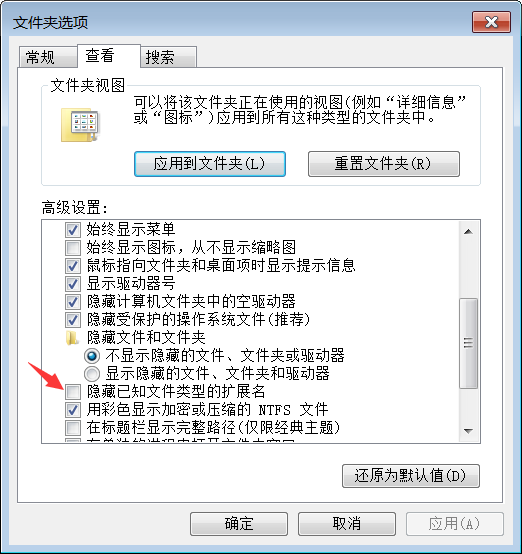 文件夹选项
常规
查看
搜索
文件夹视图
可以将该文件夹正在使用的视图(例如“详细信息”
或“图标”)应用到所有这种类型的文件夹中。
应用到文件夹(L)
重置文件夹(R)
高级设置:
始终显示菜单
始终显示图标，从不显示缩略图
鼠标指向文件夹和桌面项时显示提示信息
显示驱动器号
隐藏计算机文件夹中的空驱动器
隐藏受保护的操作系统文件(推荐)
隐藏文件和文件夹
不显示隐藏的文件、文件夹或驱动器
显示隐藏的文件、文件夹和驱动器
隐藏已知文件类型的扩展名
用彩色显示加密或压缩的 NTFS 文件
在标题栏显示完整路径(仅限经典主题)
还原为默认值(D)
确定
取消
应用(A)